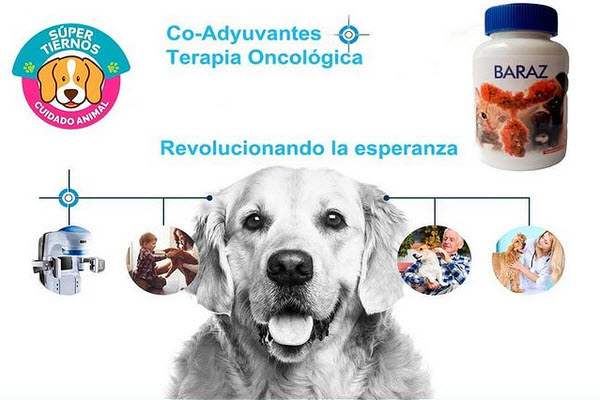 SÚPER
TIERNOS
CUIDADO ANIMAL
Co-Adyuvantes
Terapia Oncológica
BARAZ
Revolucionando la esperanza